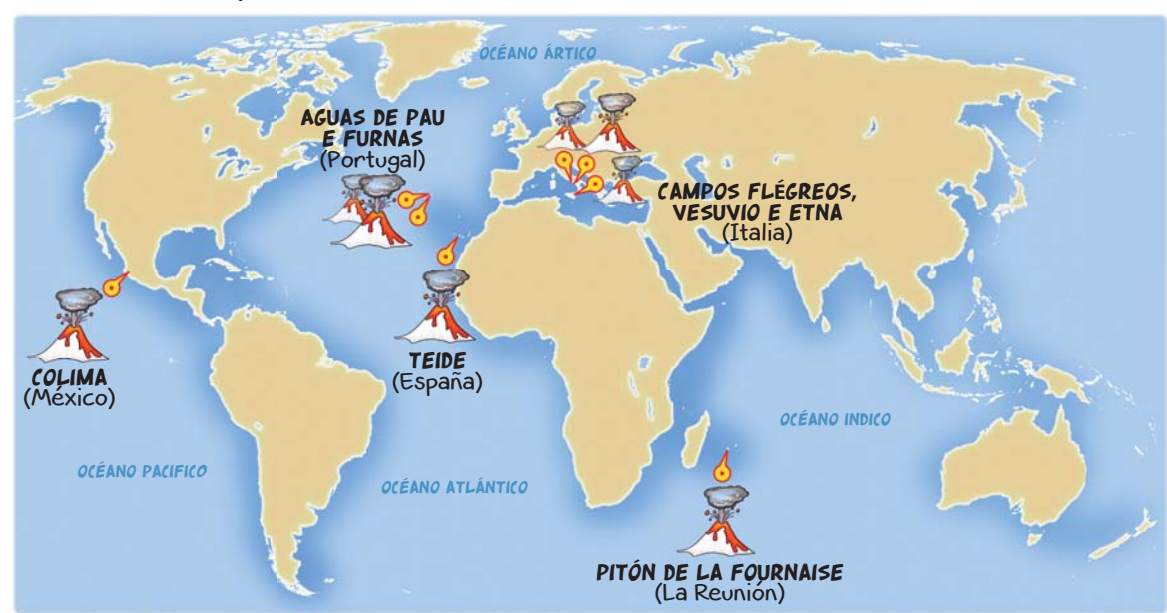 OCÉANO ÁRTICO
AGUAS DE PAU
E FURNAS
(Portugal)
CAMPOS FLÉGREOS,
VESUVIO E ETNA
(Italia)
TEIDE
(España)
COLIMA
(México)
OCÉANO INDICO
OCÉANO PACIFICO
OCÉANO ATLÁNTICO
PITÓN DE LA FOURNAISE
(La Reunión)